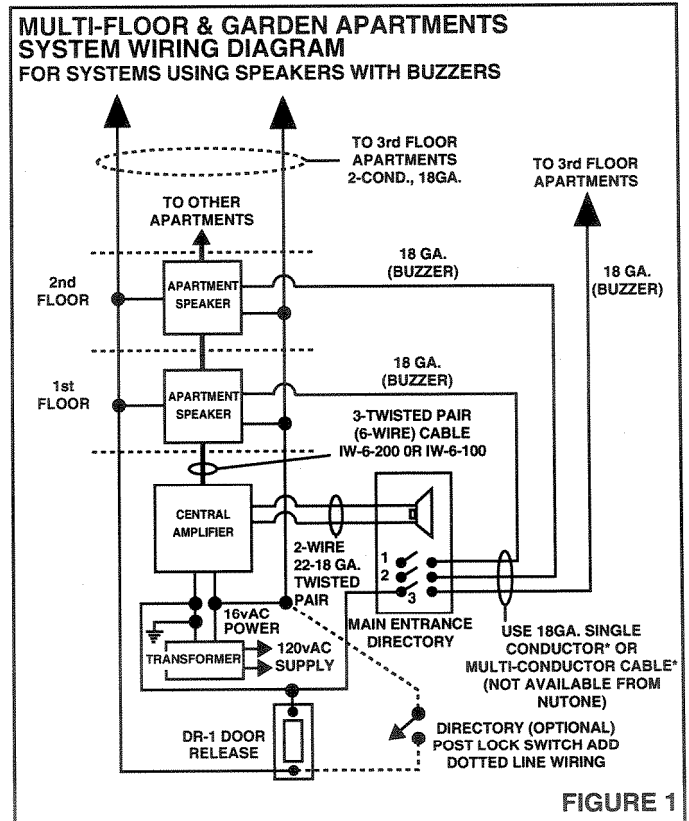 MULTI-FLOOR & GARDEN APARTMENTS
SYSTEM WIRING DIAGRAM
FOR SYSTEMS USING SPEAKERS WITH BUZZERS
TO 3rd FLOOR
APARTMENTS
2-COND., 18GA.
TO 3rd FLOOR
APARTMENTS
TO OTHER
APARTMENTS
18 GA.
(BUZZER)
18 GA.
(BUZZER)
2nd
FLOOR
APARTMENT
SPEAKER
18 GA.
(BUZZER)
1st
FLOOR
APARTMENT
SPEAKER
3-TWISTED PAIR
(6-WIRE) CABLE
IW-6-200 0R IW-6-100
CENTRAL
AMPLIFIER
2-WIRE
22-18 GA.
TWISTED
PAIR
1
2
3
MAIN ENTRANCE
DIRECTORY
16vAC
POWER
TRANSFORMER
120vAC
SUPPLY
USE 18GA. SINGLE
CONDUCTOR* OR
MULTI-CONDUCTOR CABLE*
(NOT AVAILABLE FROM
NUTONE)
DR-1 DOOR
RELEASE
DIRECTORY (OPTIONAL)
POST LOCK SWITCH ADD
DOTTED LINE WIRING
FIGURE 1